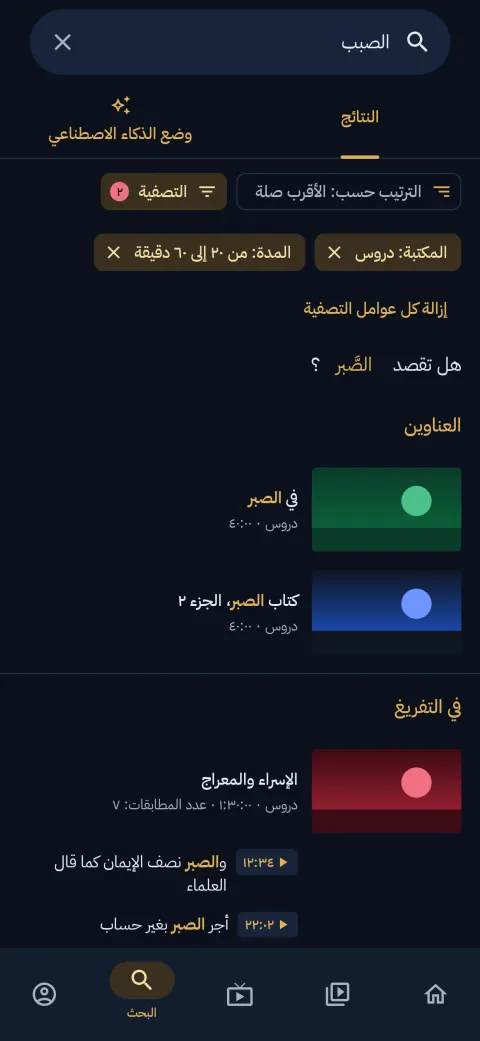 الصبب
النتائج
وضع الذكاء الاصطناعي
الترتيب حسب: الأقرب صلة
التصفية ٢
المكتبة: دروس
المدة: من ٢٠ إلى ٦٠ دقيقة
إزالة كل عوامل التصفية
هل تقصد الصَّبر ؟
العناوين
في الصبر
دروس · ٤٠:٠٠
كتاب الصبر، الجزء ٢
دروس · ٤٠:٠٠
في التفريغ
الإسراء والمعراج
دروس · ١:٣٠:٠٠ · عدد المطابقات: ٧
١٢:٣٤ والصبر نصف الإيمان كما قال
العلماء
٢٢:٠٢ أجر الصبر بغير حساب
البحث